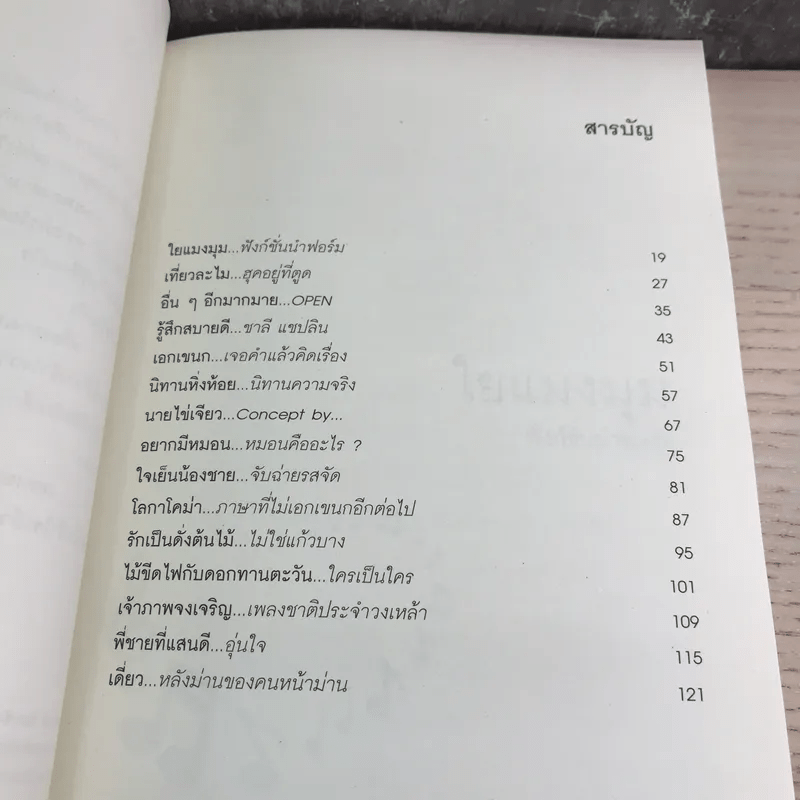 สารบัญ
ใยแมงมุม...ฟังก์ชั่นนำฟอร์ม 19
เที่ยวละไม...ฮุคอยู่ที่ตูด 27
อื่น ๆ อีกมากมาย...OPEN 35
รู้สึกสบายดี...ชาลี แชปลิน 43
เอกเขนก...เจอคำแล้วคิดเรื่อง 51
นิทานหิ่งห้อย...นิทานความจริง 57
นายไข่เจียว...Concept by... 67
อยากมีหมอน...หมอนคืออะไร ? 75
ใจเย็นน้องชาย...จับฉ่ายรสจัด 81
โลกาโคม่า...ภาษาที่ไม่เอกเขนกอีกต่อไป 87
รักเป็นดั่งต้นไม้...ไม่ใช่แก้วบาง 95
ไม้ขีดไฟกับดอกทานตะวัน...ใครเป็นใคร 101
เจ้าภาพจงเจริญ...เพลงชาติประจำวงเหล้า 109
พี่ชายที่แสนดี...อุ่นใจ 115
เดี่ยว...หลังม่านของคนหน้าม่าน 121